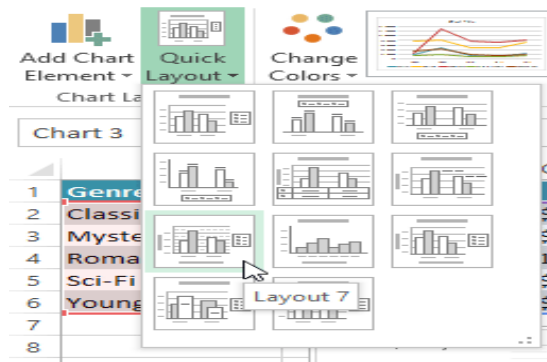 Add Chart Element
Quick Layout
Change Colors
Chart La
Chart 3
1 Genre
2 Classi
3 Myste
4 Roma
5 Sci-Fi
6 Young
7
8
Layout 7